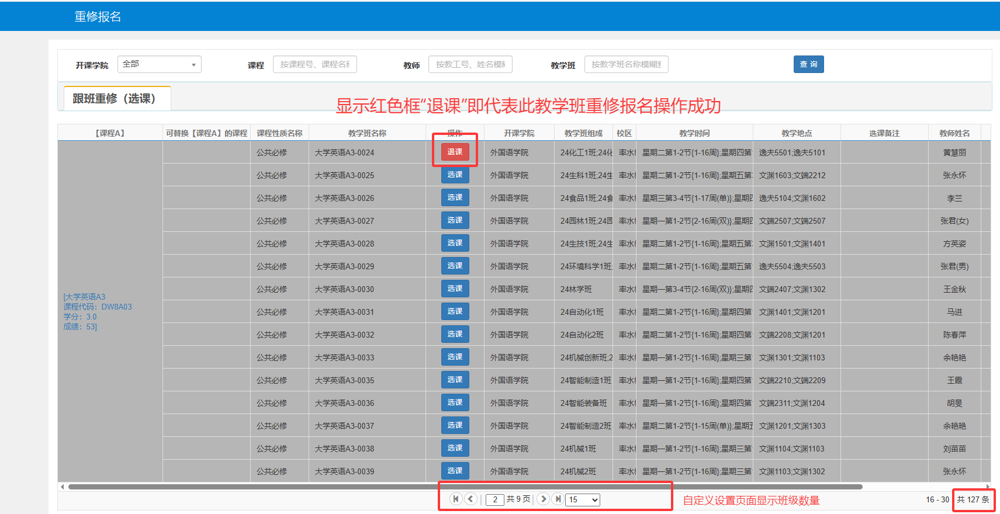 重修报名
开课学院 全部 课程 按课程号、课程名称 教师 按教工号、姓名模糊 教学班 按教学班名称模糊 查 询
跟班重修（选课）
显示红色框“退课”即代表此教学班重修报名操作成功
【课程A】 可替换【课程A】的课程 课程性质名称 教学班名称 操作 开课学院 教学班组成 校区 教学时间 教学地点 选课备注 教师姓名
公共必修 大学英语A3-0024 退课 外国语学院 24化工1班;24化 率水 星期二第1-2节{1-16周};星期四第 逸夫5501;逸夫5101 黄慧丽
公共必修 大学英语A3-0025 选课 外国语学院 24生科1班;24生 率水 星期二第1-2节{1-16周};星期五第 文渊1603;文端2212 张永怀
公共必修 大学英语A3-0026 选课 外国语学院 24食品1班;24食 率水 星期三第3-4节{1-17周(单)};星期四 逸夫5104;文渊1602 李兰
公共必修 大学英语A3-0027 选课 外国语学院 24园林1班;24园 率水 星期一第1-2节{2-16周(双)};星期四 文端2507;文端2507 张君(女)
公共必修 大学英语A3-0028 选课 外国语学院 24生技1班;24生 率水 星期二第1-2节{1-16周};星期五第 文渊1501;文渊1401 方英姿
公共必修 大学英语A3-0029 选课 外国语学院 24环境科学1班; 率水 星期二第1-2节{1-16周};星期五第 逸夫5504;逸夫5503 张君(男)
公共必修 大学英语A3-0030 选课 外国语学院 24林学班 率水 星期一第3-4节{2-16周(双)};星期四 文端2407;文渊1302 王金秋
[大学英语A3
课程代码：DW8A03
学分：3.0
成绩：53]
公共必修 大学英语A3-0031 选课 外国语学院 24自动化1班 率水 星期二第1-2节{1-16周};星期四第 文渊1401;文渊1201 马进
公共必修 大学英语A3-0032 选课 外国语学院 24自动化2班 率水 星期二第1-2节{1-16周};星期四第 文端2208;文渊1201 陈春萍
公共必修 大学英语A3-0033 选课 外国语学院 24机械创新班;2 率水 星期一第1-2节{1-16周};星期三第 文渊1301;文渊1103 余艳艳
公共必修 大学英语A3-0035 选课 外国语学院 24智能制造1班 率水 星期一第1-2节{1-16周};星期四第 文端2210;文端2209 王霞
公共必修 大学英语A3-0036 选课 外国语学院 24智能装备班 率水 星期一第1-2节{1-16周};星期四第 文端2311;文渊1204 胡旻
公共必修 大学英语A3-0037 选课 外国语学院 24智能制造2班 率水 星期二第1-2节{1-15周(单)};星期五 文渊1201;文渊1303 余艳艳
公共必修 大学英语A3-0038 选课 外国语学院 24机械1班 率水 星期一第1-2节{1-16周};星期三第 文渊1104;文渊1103 刘苗苗
公共必修 大学英语A3-0039 选课 外国语学院 24机械2班 率水 星期一第1-2节{1-16周};星期三第 文渊1103;文渊1302 张永怀
2 共 9 页 15 自定义设置页面显示班级数量 16 - 30 共 127 条